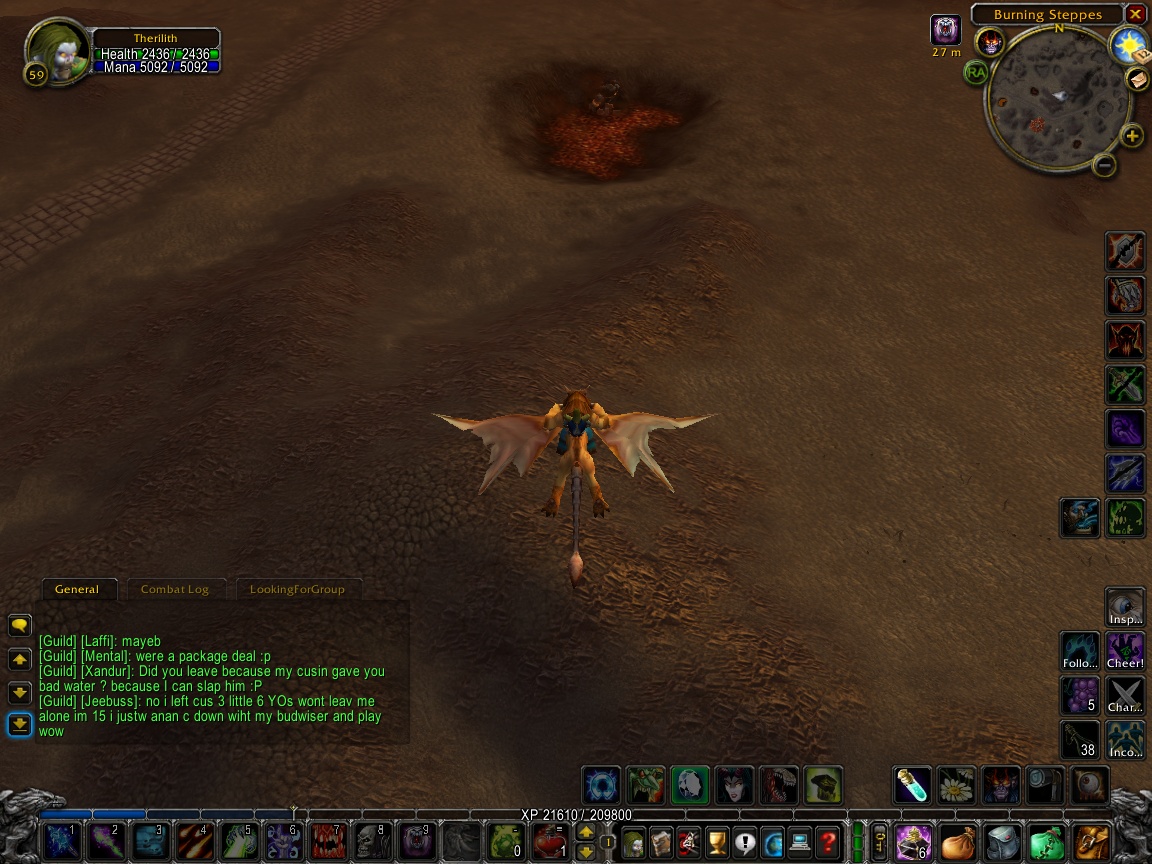 Therilith
Health 2436 / 2436
Mana 5092 / 5092
59
27 m
Burning Steppes
N
RA
General
Combat Log
LookingForGroup
[Guild] [Laffi]: mayeb
[Guild] [Mental]: were a package deal :p
[Guild] [Xandur]: Did you leave because my cusin gave you
bad water ? because I can slap him :P
[Guild] [Jeebuss]: no i left cus 3 little 6 YOs wont leav me
alone im 15 i justw anan c down wiht my budwiser and play
wow
Insp...
Follo...
Cheer!
5
Char...
38
Inco...
XP 21610 / 209800
1
2
3
4
5
6
7
8
9
-
0
=
1
1
6